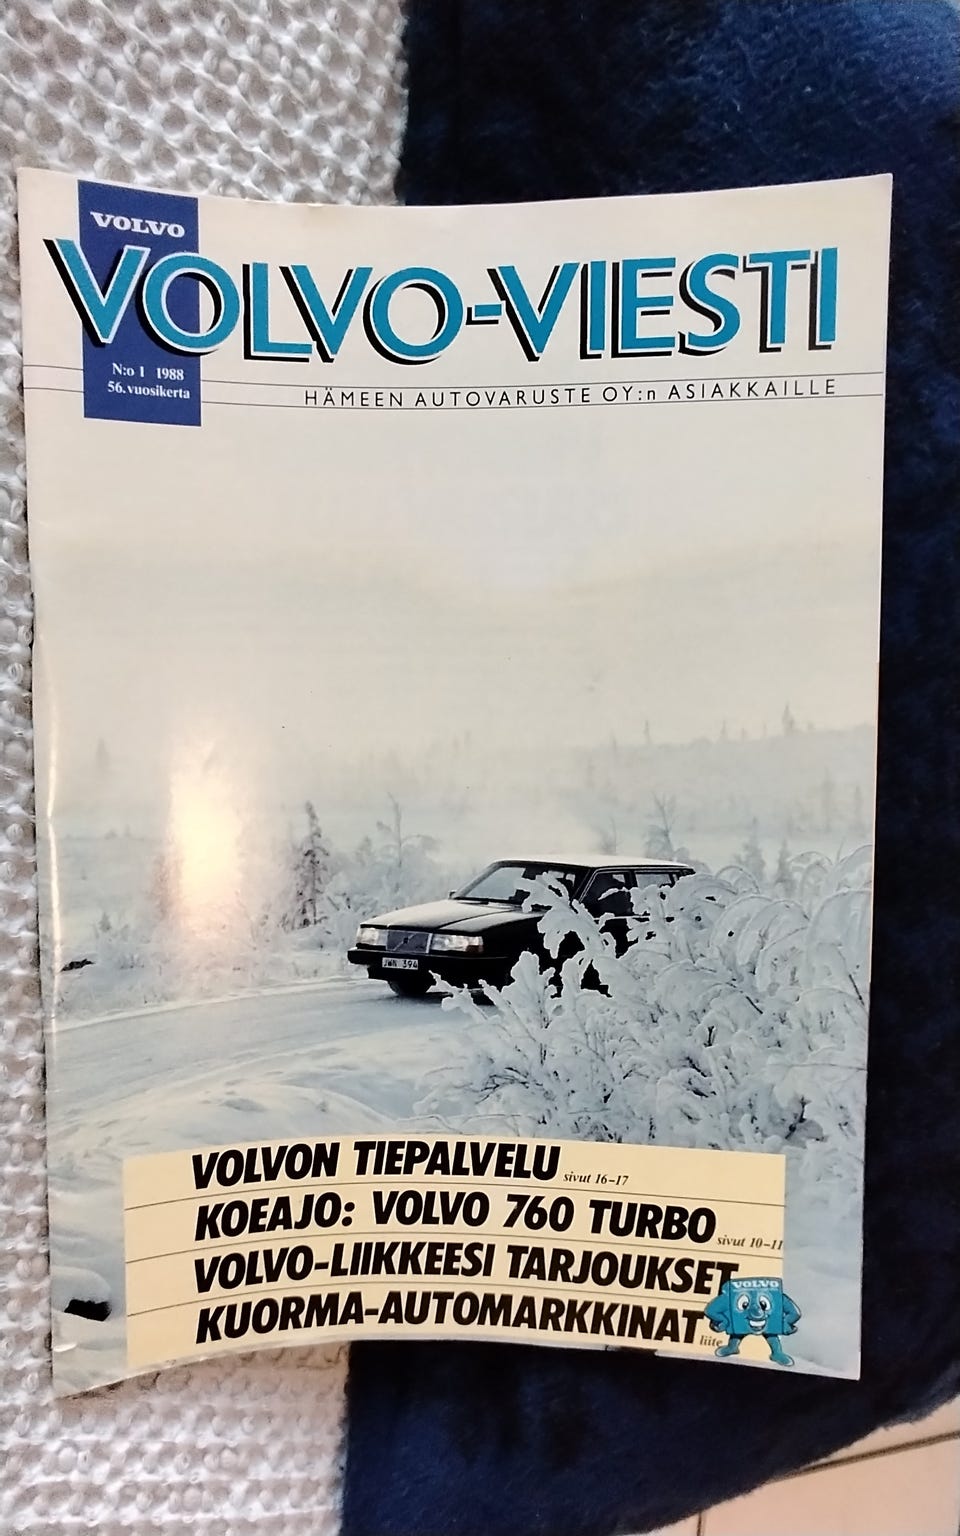 VOLVO
VOLVO-VIESTI
N:o 1 1988
56. vuosikerta
HÄMEEN AUTOVARUSTE OY:n ASIAKKAILLE
JWN 394
VOLVON TIEPALVELU sivut 16-17
KOEAJO: VOLVO 760 TURBO sivut 10-11
VOLVO-LIIKKEESI TARJOUKSET
KUORMA-AUTOMARKKINAT liite
VOLVO